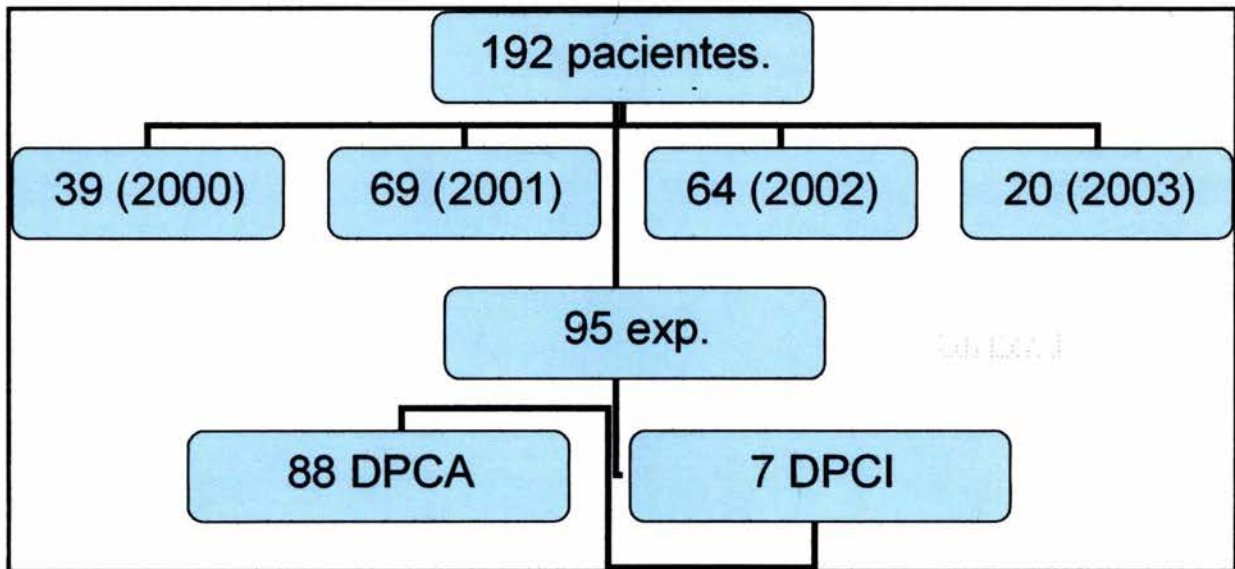 192 pacientes.
39 (2000)
69 (2001)
64 (2002)
20 (2003)
95 exp.
88 DPCA
7 DPCI